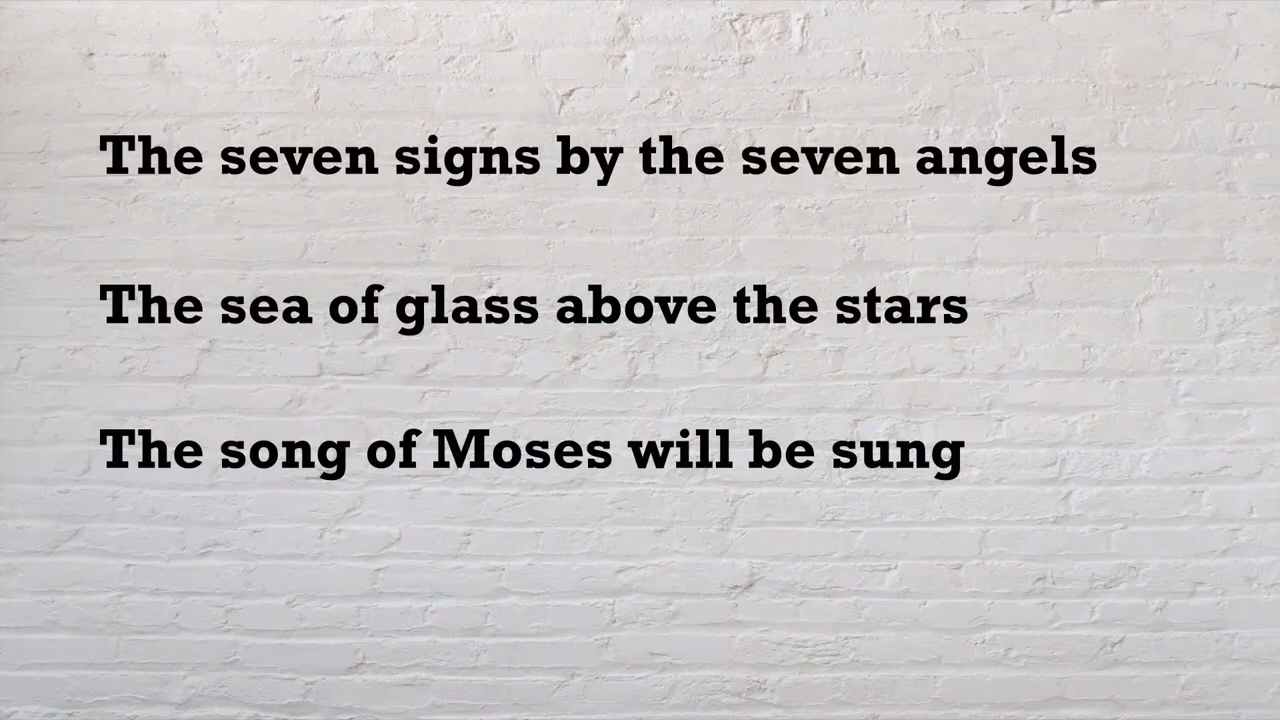 The seven signs by the seven angels
The sea of glass above the stars
The song of Moses will be sung